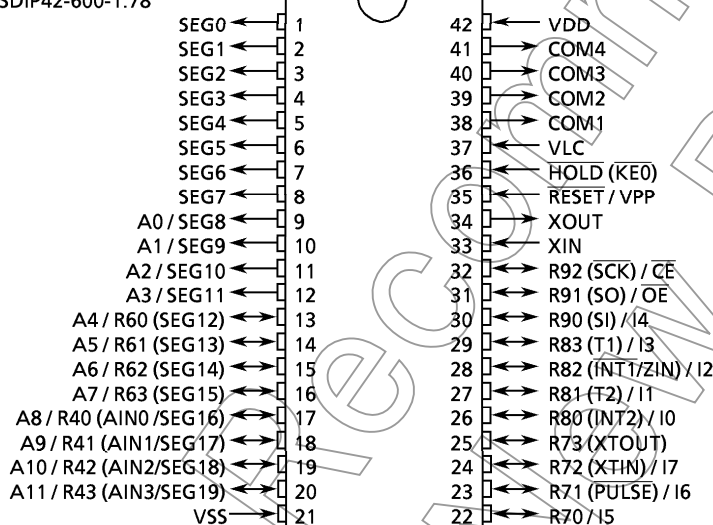 SDIP42-600-1.78
SEG0 1 42 VDD
SEG1 2 41 COM4
SEG2 3 40 COM3
SEG3 4 39 COM2
SEG4 5 38 COM1
SEG5 6 37 VLC
SEG6 7 36 HOLD (KE0)
SEG7 8 35 RESET / VPP
A0 / SEG8 9 34 XOUT
A1 / SEG9 10 33 XIN
A2 / SEG10 11 32 R92 (SCK) / CE
A3 / SEG11 12 31 R91 (SO) / OE
A4 / R60 (SEG12) 13 30 R90 (SI) / I4
A5 / R61 (SEG13) 14 29 R83 (T1) / I3
A6 / R62 (SEG14) 15 28 R82 (INT1/ZIN) / I2
A7 / R63 (SEG15) 16 27 R81 (T2) / I1
A8 / R40 (AIN0 /SEG16) 17 26 R80 (INT2) / I0
A9 / R41 (AIN1/SEG17) 18 25 R73 (XTOUT)
A10 / R42 (AIN2/SEG18) 19 24 R72 (XTIN) / I7
A11 / R43 (AIN3/SEG19) 20 23 R71 (PULSE) / I6
VSS 21 22 R70 / I5